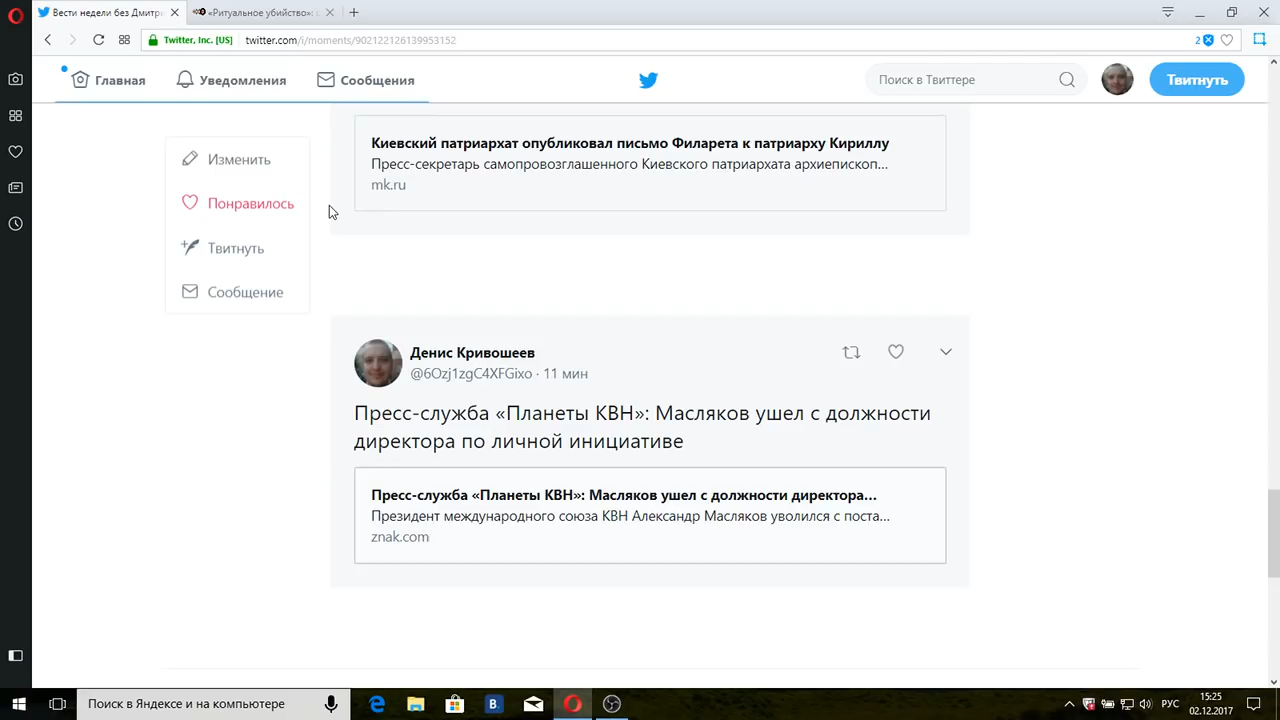 Вести недели без Дмитри
«Ритуальное убийство»: с
Twitter, Inc. [US]
twitter.com/i/moments/902122126139953152
2
Главная
Уведомления
Сообщения
Поиск в Твиттере
Твитнуть
Изменить
Понравилось
Твитнуть
Сообщение
Киевский патриархат опубликовал письмо Филарета к патриарху Кириллу
Пресс-секретарь самопровозглашенного Киевского патриархата архиепископ...
mk.ru
Денис Кривошеев
@6Ozj1zgC4XFGixo · 11 мин
Пресс-служба «Планеты КВН»: Масляков ушел с должности
директора по личной инициативе
Пресс-служба «Планеты КВН»: Масляков ушел с должности директора...
Президент международного союза КВН Александр Масляков уволился с поста...
znak.com
Поиск в Яндексе и на компьютере
B
РУС
15:25
02.12.2017